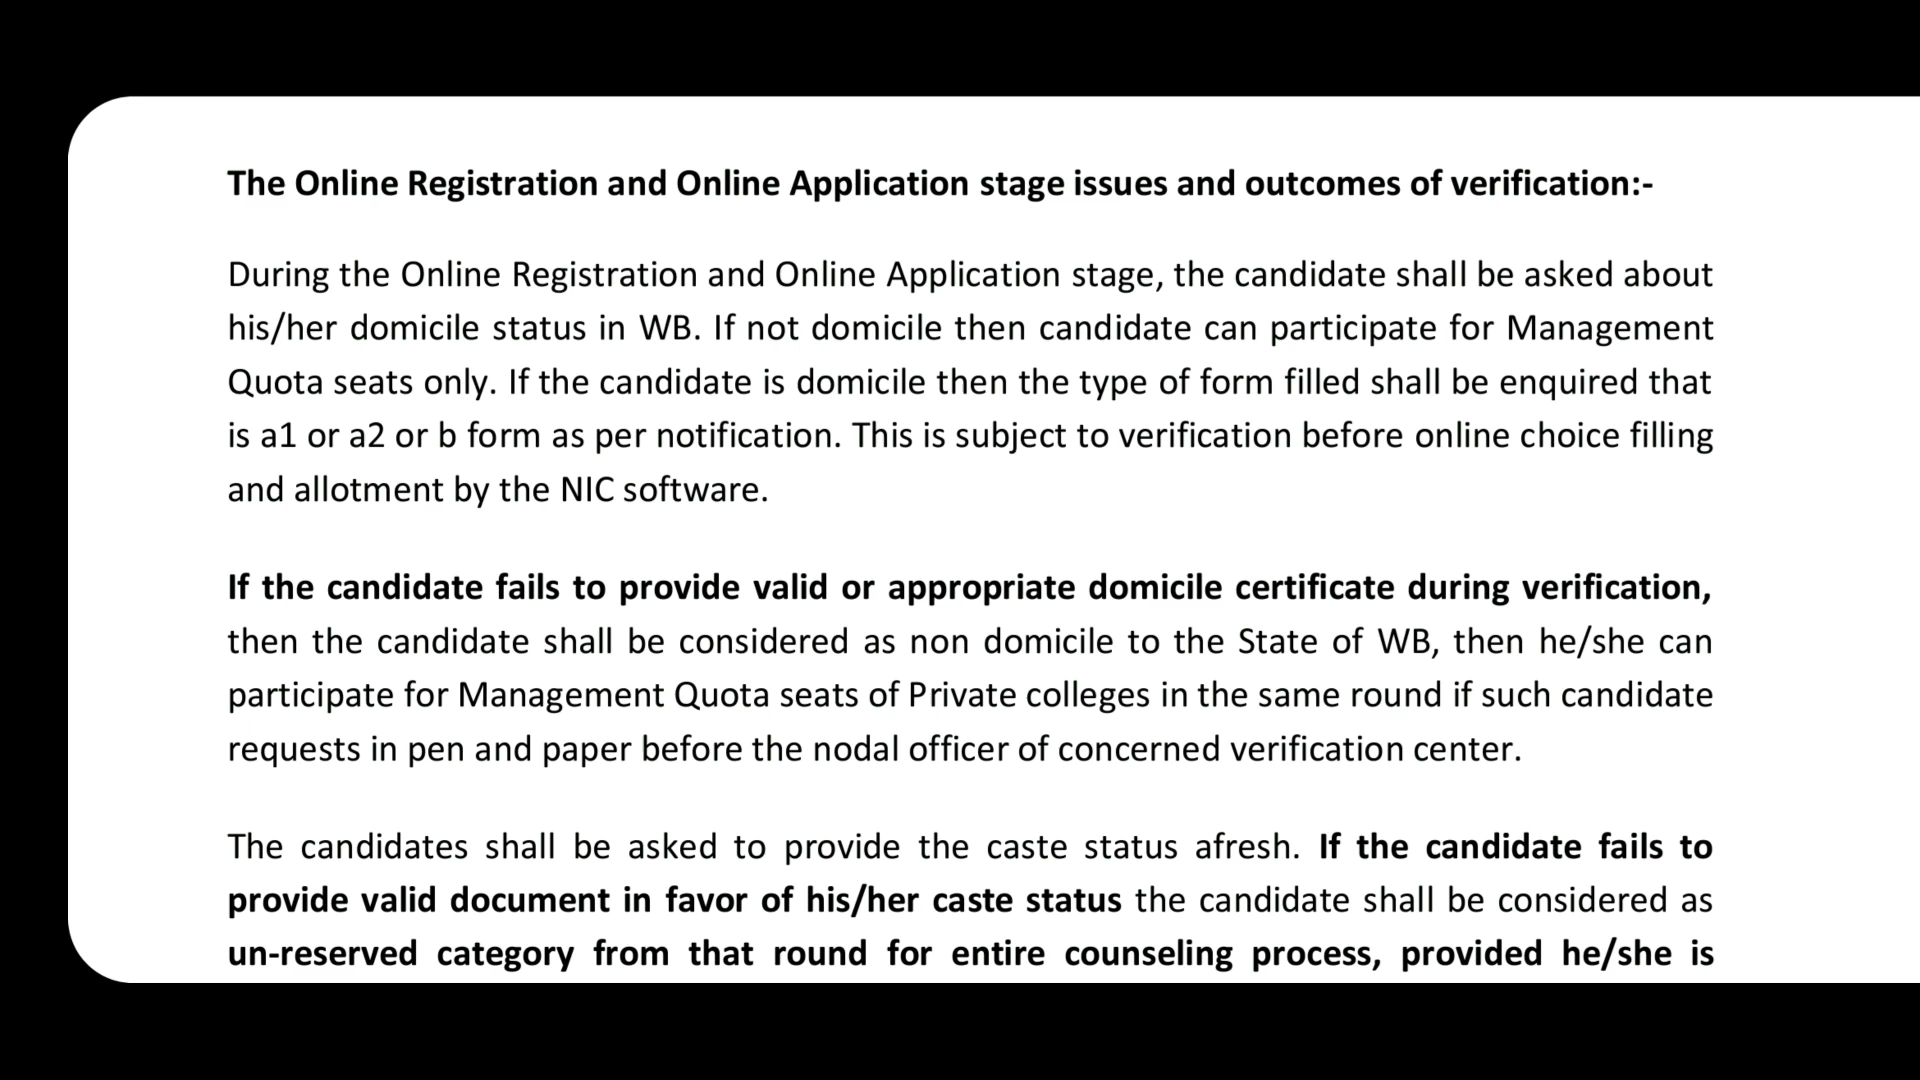 The Online Registration and Online Application stage issues and outcomes of verification:-
During the Online Registration and Online Application stage, the candidate shall be asked about
his/her domicile status in WB. If not domicile then candidate can participate for Management
Quota seats only. If the candidate is domicile then the type of form filled shall be enquired that
is a1 or a2 or b form as per notification. This is subject to verification before online choice filling
and allotment by the NIC software.
If the candidate fails to provide valid or appropriate domicile certificate during verification,
then the candidate shall be considered as non domicile to the State of WB, then he/she can
participate for Management Quota seats of Private colleges in the same round if such candidate
requests in pen and paper before the nodal officer of concerned verification center.
The candidates shall be asked to provide the caste status afresh. If the candidate fails to
provide valid document in favor of his/her caste status the candidate shall be considered as
un-reserved category from that round for entire counseling process, provided he/she is